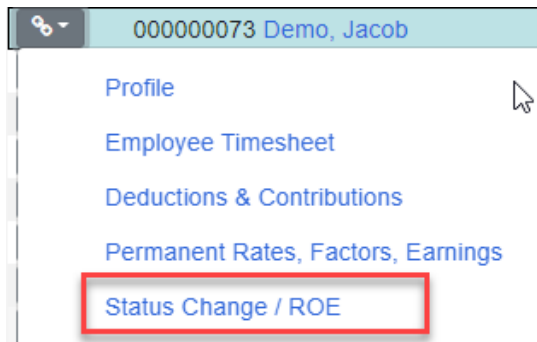 000000073 Demo, Jacob
Profile
Employee Timesheet
Deductions & Contributions
Permanent Rates, Factors, Earnings
Status Change / ROE